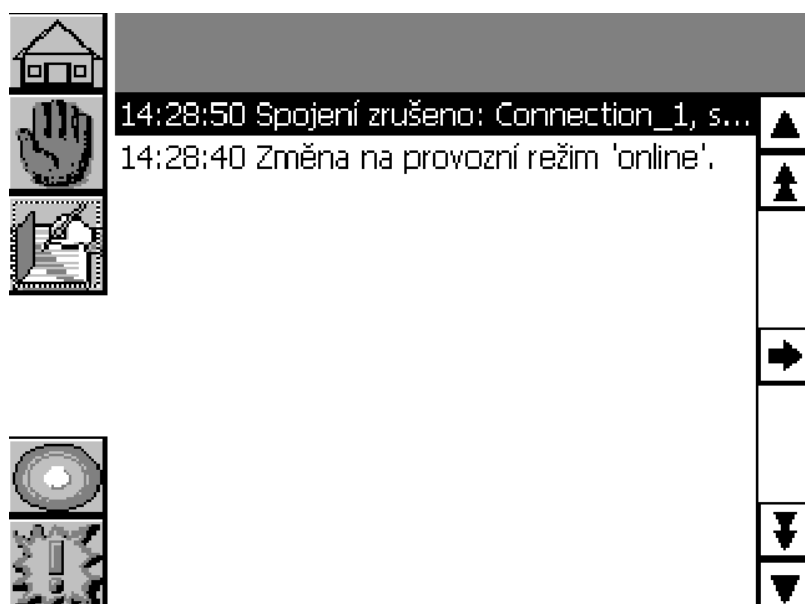 14:28:50 Spojení zrušeno: Connection_1, s...
14:28:40 Změna na provozní režim 'online'.